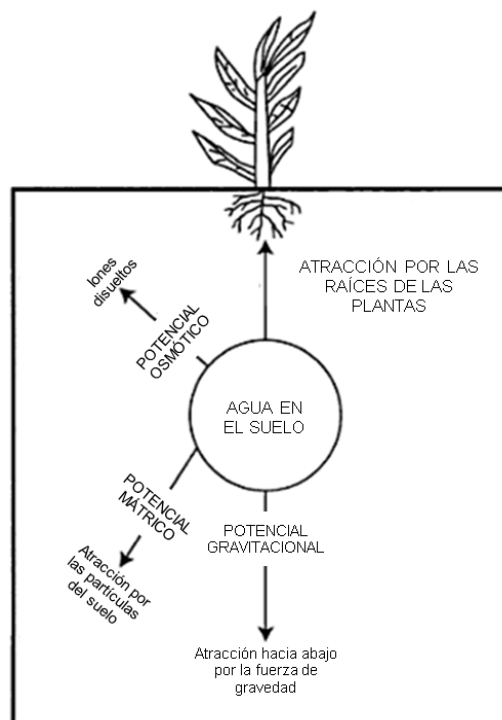 ATRACCIÓN POR LAS
RAÍCES DE LAS
PLANTAS
Iones
disueltos
POTENCIAL
OSMÓTICO
AGUA EN
EL SUELO
POTENCIAL
MÁTRICO
Atracción por
las partículas
del suelo
POTENCIAL
GRAVITACIONAL
Atracción hacia abajo
por la fuerza de
gravedad